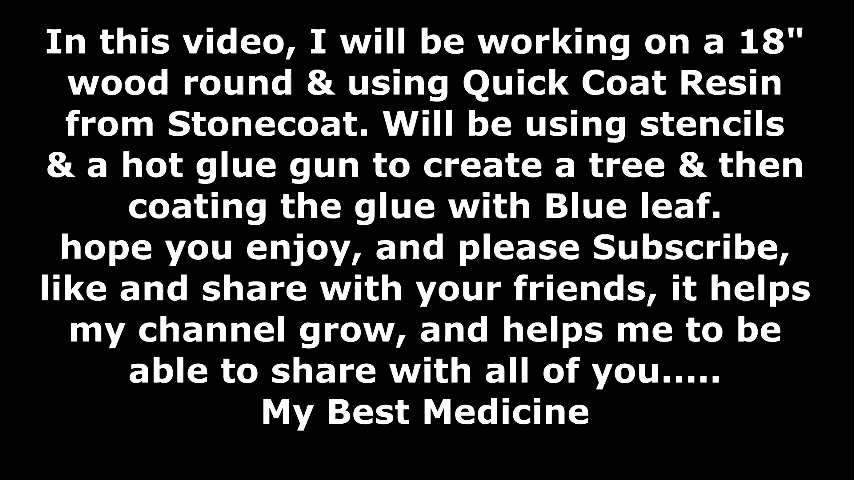 In this video, I will be working on a 18"
wood round & using Quick Coat Resin
from Stonecoat. Will be using stencils
& a hot glue gun to create a tree & then
coating the glue with Blue leaf.
hope you enjoy, and please Subscribe,
like and share with your friends, it helps
my channel grow, and helps me to be
able to share with all of you.....
My Best Medicine